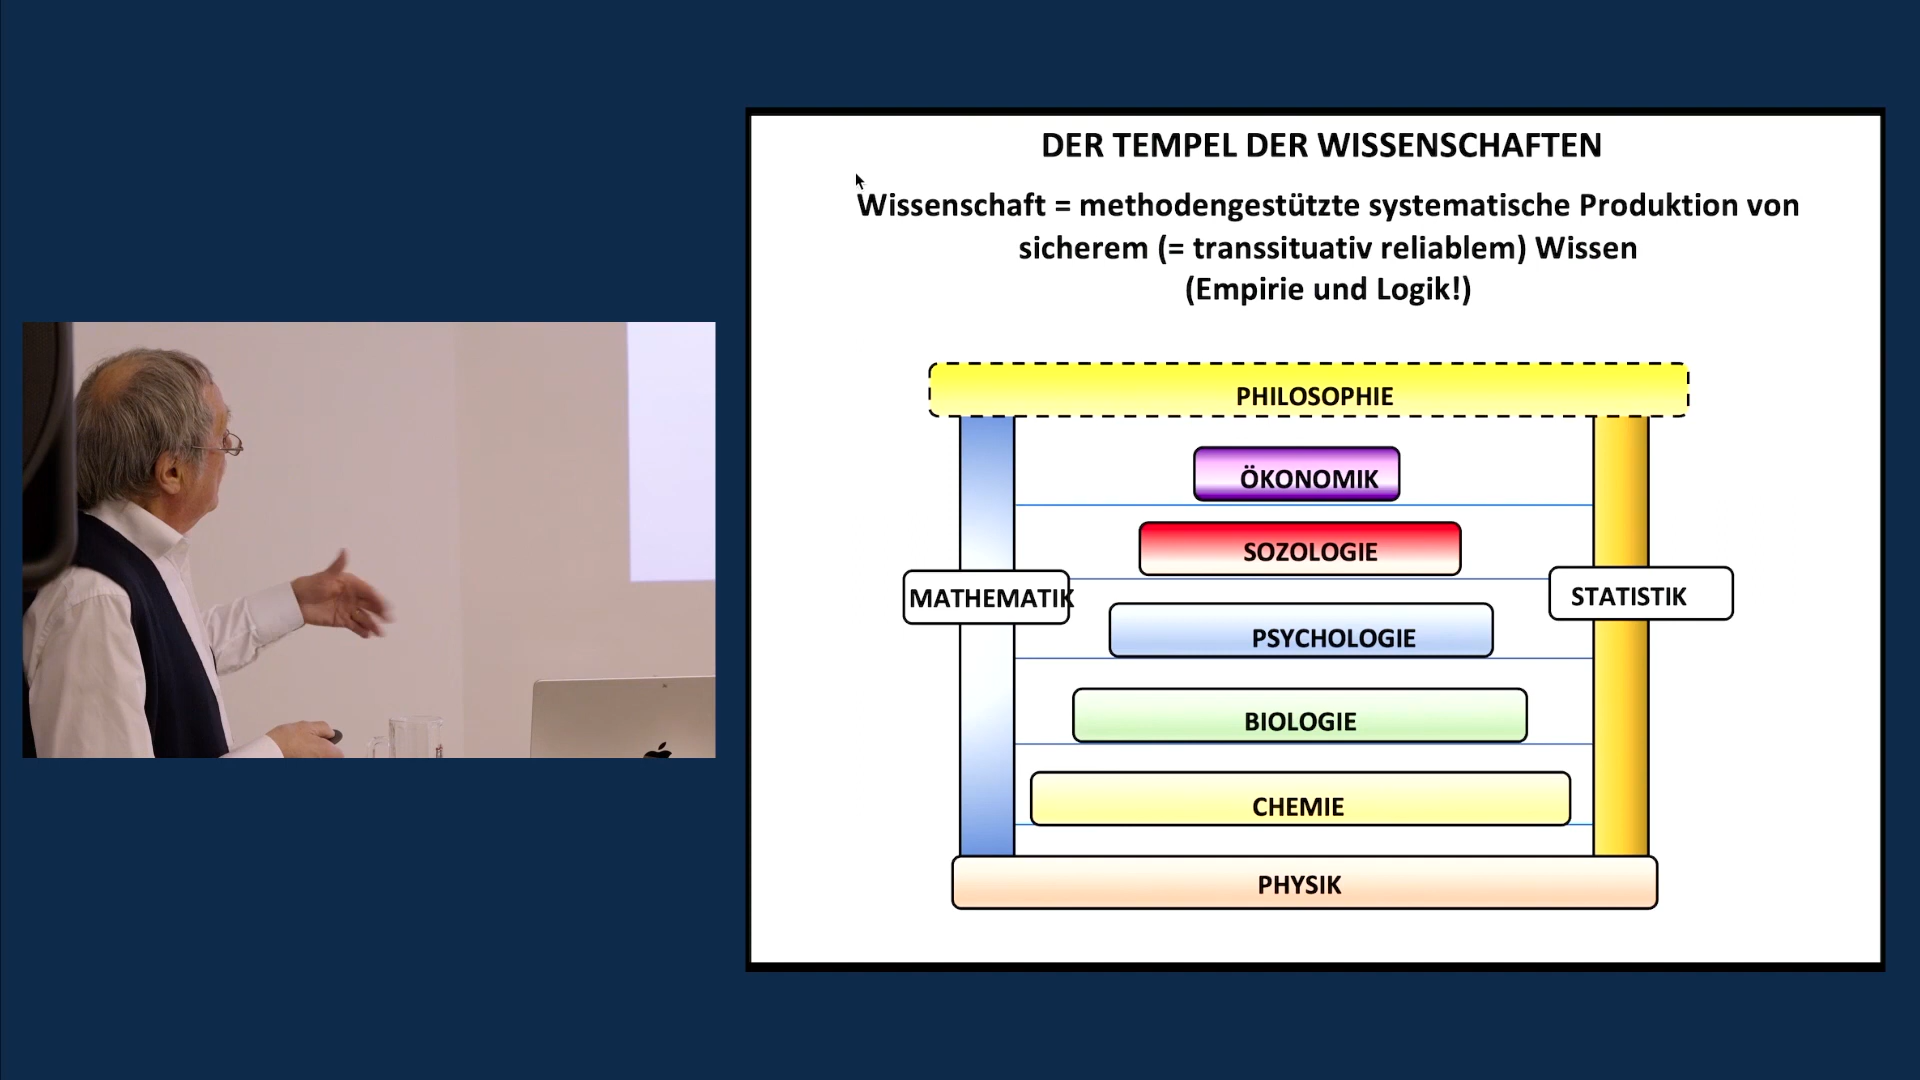 DER TEMPEL DER WISSENSCHAFTEN
Wissenschaft = methodengestützte systematische Produktion von
sicherem (= transsituativ reliablem) Wissen
(Empirie und Logik!)
PHILOSOPHIE
ÖKONOMIK
SOZOLOGIE
MATHEMATIK
STATISTIK
PSYCHOLOGIE
BIOLOGIE
CHEMIE
PHYSIK